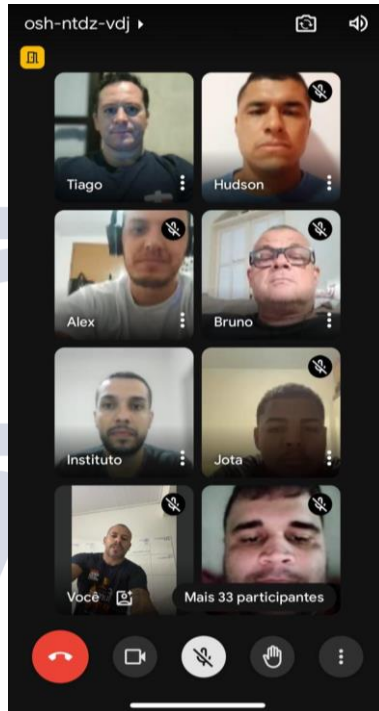 osh-ntdz-vdj
Tiago
Hudson
Alex
Bruno
Instituto
Jota
Você
Mais 33 participantes